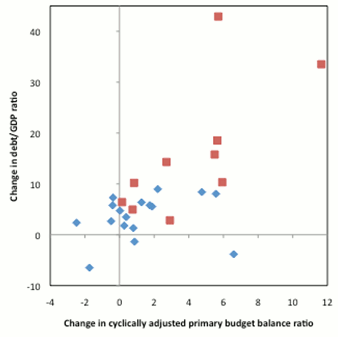 Change in debt/GDP ratio
40
30
20
10
0
-10
-4 -2 0 2 4 6 8 10 12
Change in cyclically adjusted primary budget balance ratio